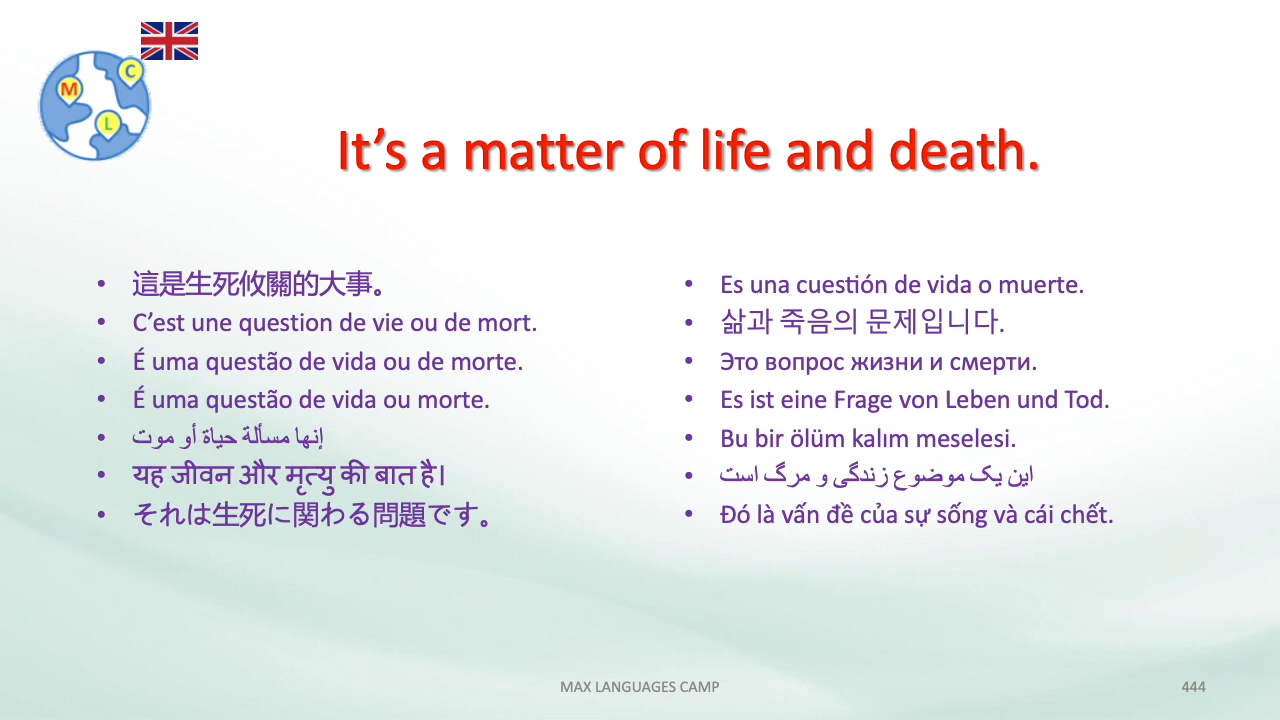 C
M
L
It’s a matter of life and death.
• 這是生死攸關的大事。
• C’est une question de vie ou de mort.
• É uma questão de vida ou de morte.
• É uma questão de vida ou morte.
• إنها مسألة حياة أو موت
• यह जीवन और मृत्यु की बात है।
• それは生死に関わる問題です。
• Es una cuestión de vida o muerte.
• 삶과 죽음의 문제입니다.
• Это вопрос жизни и смерти.
• Es ist eine Frage von Leben und Tod.
• Bu bir ölüm kalım meselesi.
• این یک موضوع زندگی و مرگ است
• Đó là vấn đề của sự sống và cái chết.
MAX LANGUAGES CAMP
444